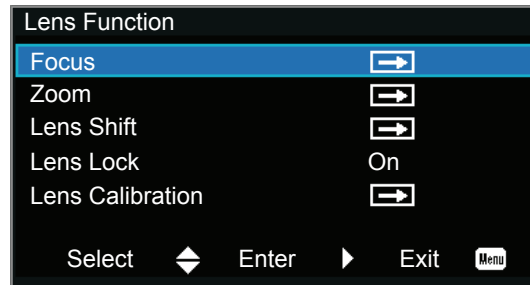 Lens Function
Focus
Zoom
Lens Shift
Lens Lock On
Lens Calibration
Select Enter Exit Menu